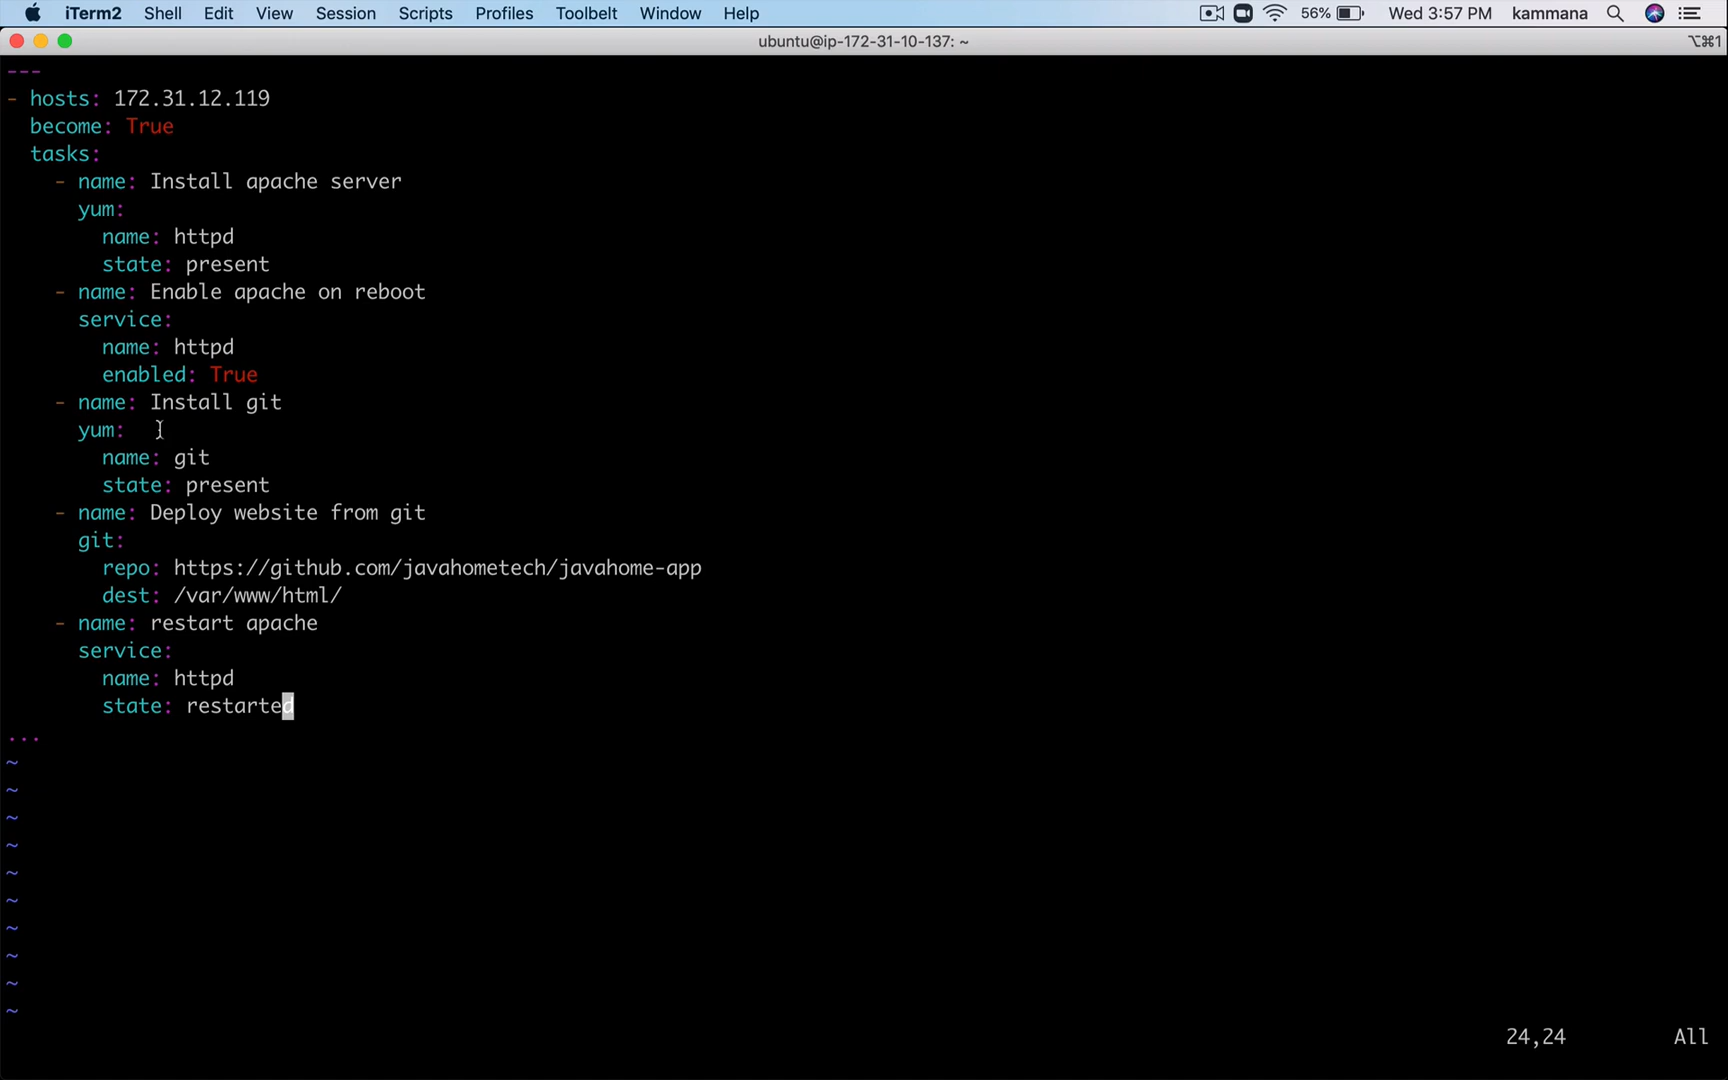 iTerm2 Shell Edit View Session Scripts Profiles Toolbelt Window Help 56% Wed 3:57 PM kammana
ubuntu@ip-172-31-10-137: ~ ⌥⌘1
---
- hosts: 172.31.12.119
  become: True
  tasks:
    - name: Install apache server
      yum:
        name: httpd
        state: present
    - name: Enable apache on reboot
      service:
        name: httpd
        enabled: True
    - name: Install git
      yum:
        name: git
        state: present
    - name: Deploy website from git
      git:
        repo: https://github.com/javahometech/javahome-app
        dest: /var/www/html/
    - name: restart apache
      service:
        name: httpd
        state: restarted
...
~
~
~
~
~
~
~
~
~
~
24,24 All